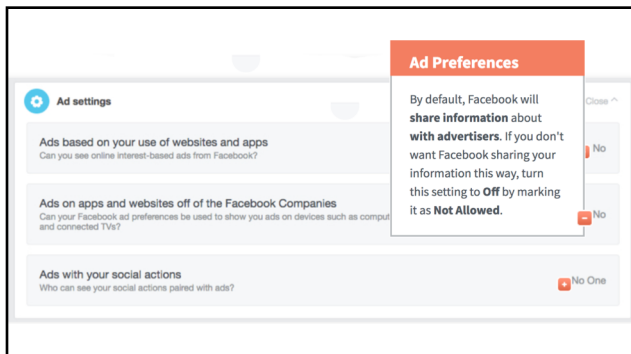 Ad Preferences
By default, Facebook will
share information about
with advertisers. If you don't
want Facebook sharing your
information this way, turn
this setting to Off by marking
it as Not Allowed.
Ad settings
Close
Ads based on your use of websites and apps
Can you see online interest-based ads from Facebook?
No
Ads on apps and websites off of the Facebook Companies
Can your Facebook ad preferences be used to show you ads on devices such as
and connected TVs?
No
Ads with your social actions
Who can see your social actions paired with ads?
No One